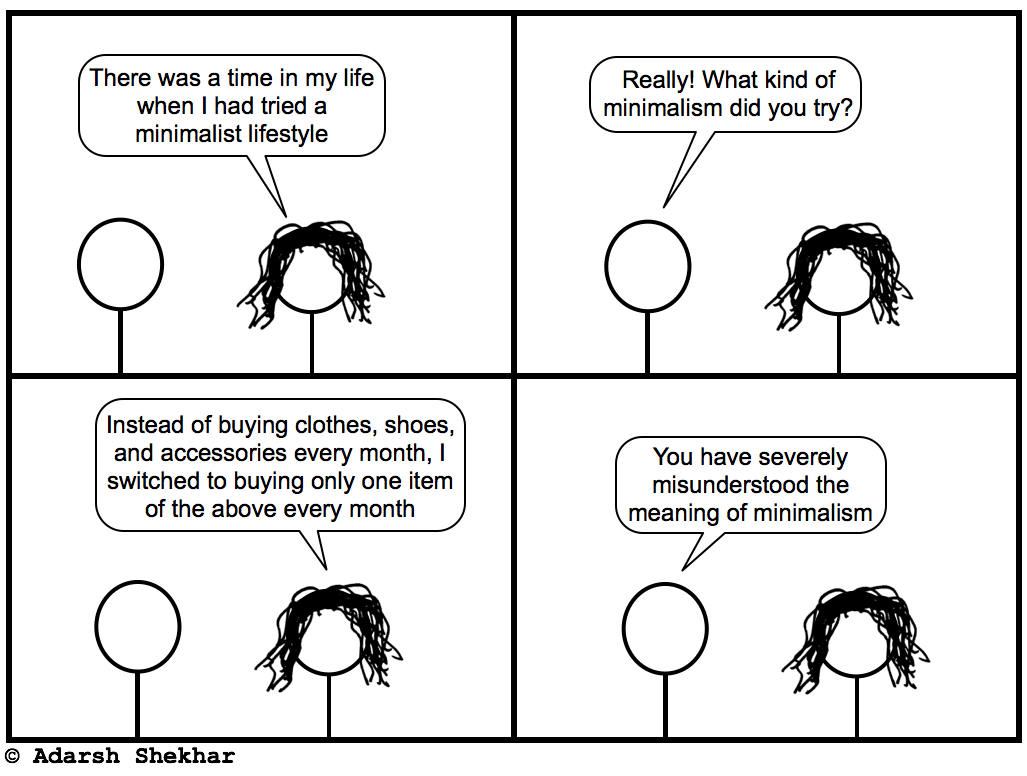 There was a time in my life
when I had tried a
minimalist lifestyle
Really! What kind of
minimalism did you try?
Instead of buying clothes, shoes,
and accessories every month, I
switched to buying only one item
of the above every month
You have severely
misunderstood the
meaning of minimalism
© Adarsh Shekhar